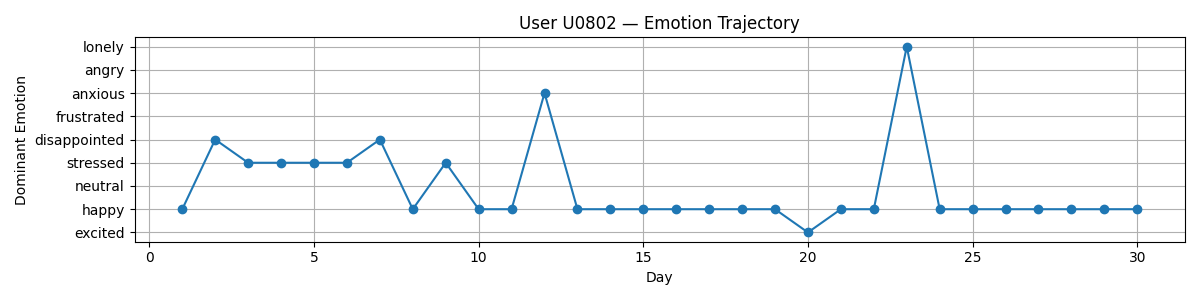 User U0802 — Emotion Trajectory
Dominant Emotion
lonely
angry
anxious
frustrated
disappointed
stressed
neutral
happy
excited
0 5 10 15 20 25 30
Day